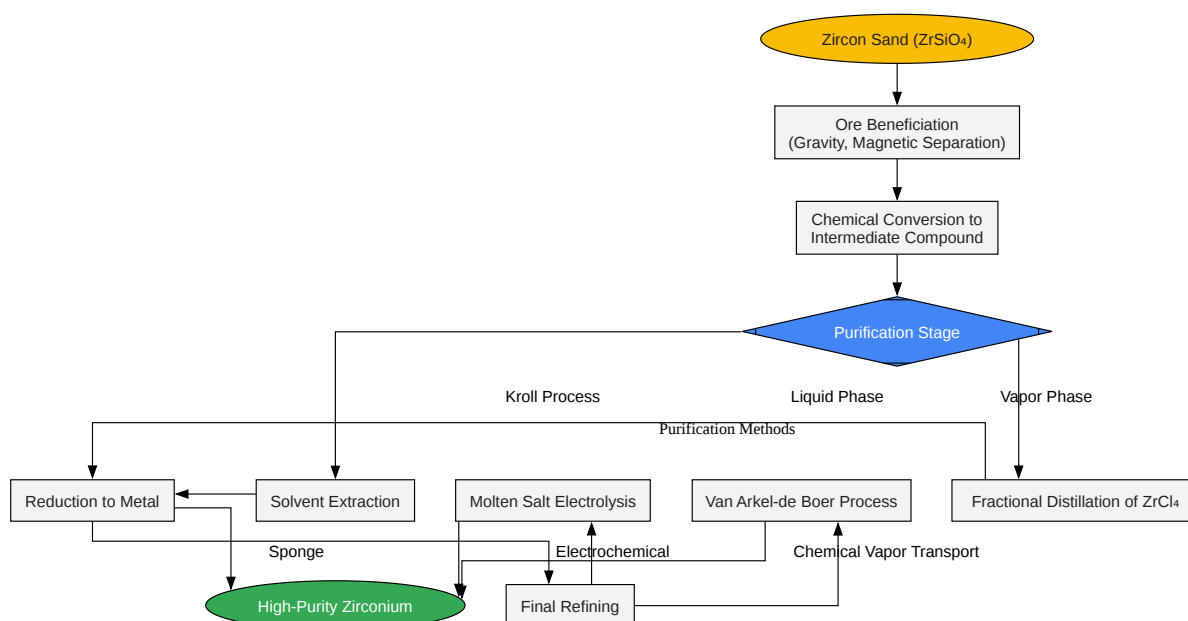 Zircon Sand (ZrSiO₄)
Ore Beneficiation
(Gravity, Magnetic Separation)
Chemical Conversion to
Intermediate Compound
Purification Stage
Kroll Process
Liquid Phase
Vapor Phase
Purification Methods
Reduction to Metal
Solvent Extraction
Molten Salt Electrolysis
Van Arkel-de Boer Process
Fractional Distillation of ZrCl₄
Sponge
Electrochemical
Chemical Vapor Transport
High-Purity Zirconium
Final Refining